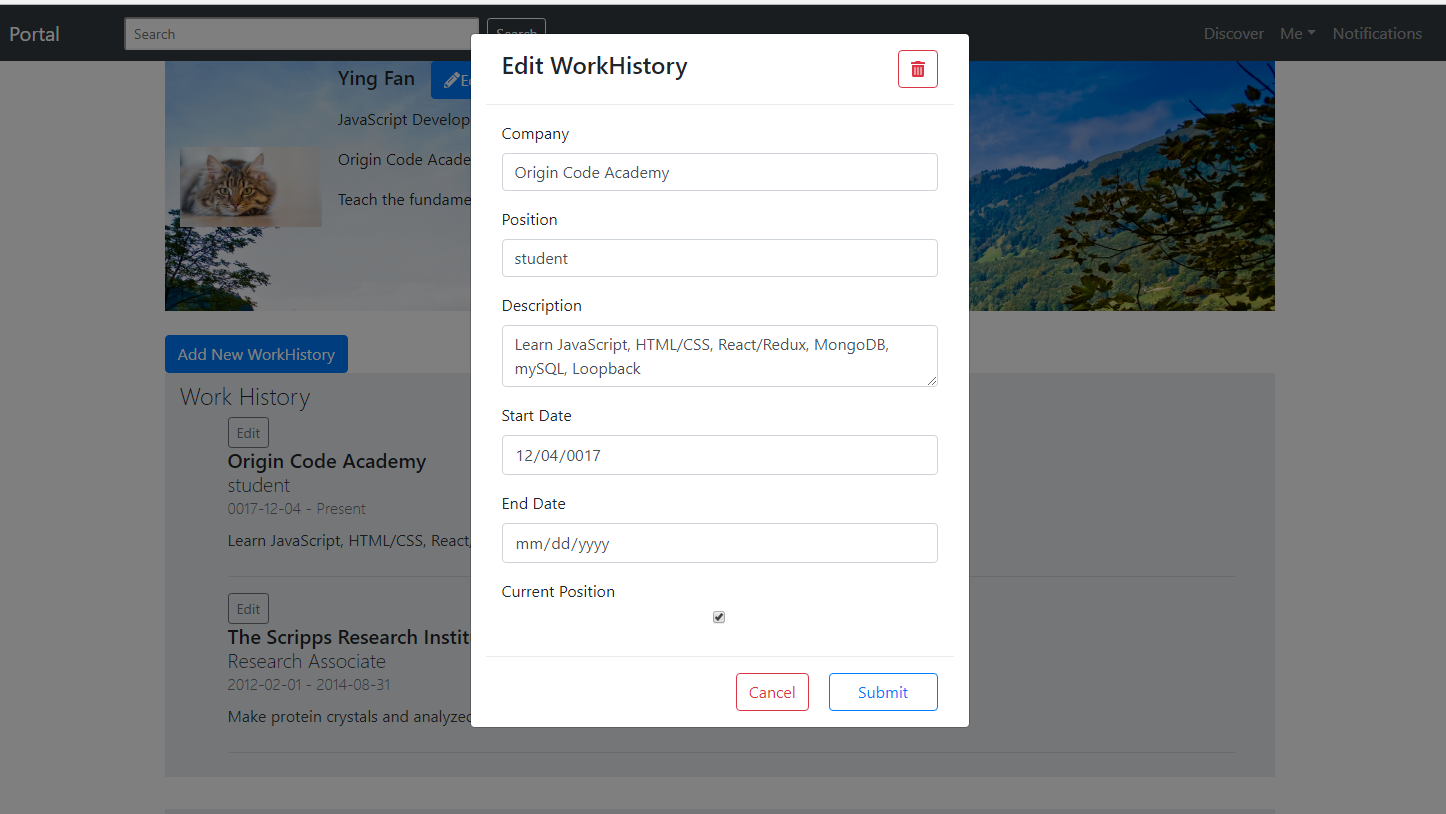 Portal
Search
Search
Discover
Me
Notifications
Ying Fan
JavaScript Develop
Origin Code Acade
Teach the fundame
Add New WorkHistory
Work History
Edit
Origin Code Academy
student
0017-12-04 - Present
Learn JavaScript, HTML/CSS, React,
Edit
The Scripps Research Instit
Research Associate
2012-02-01 - 2014-08-31
Make protein crystals and analyzed
Edit WorkHistory
Company
Origin Code Academy
Position
student
Description
Learn JavaScript, HTML/CSS, React/Redux, MongoDB,
mySQL, Loopback
Start Date
12/04/0017
End Date
mm/dd/yyyy
Current Position
Cancel
Submit